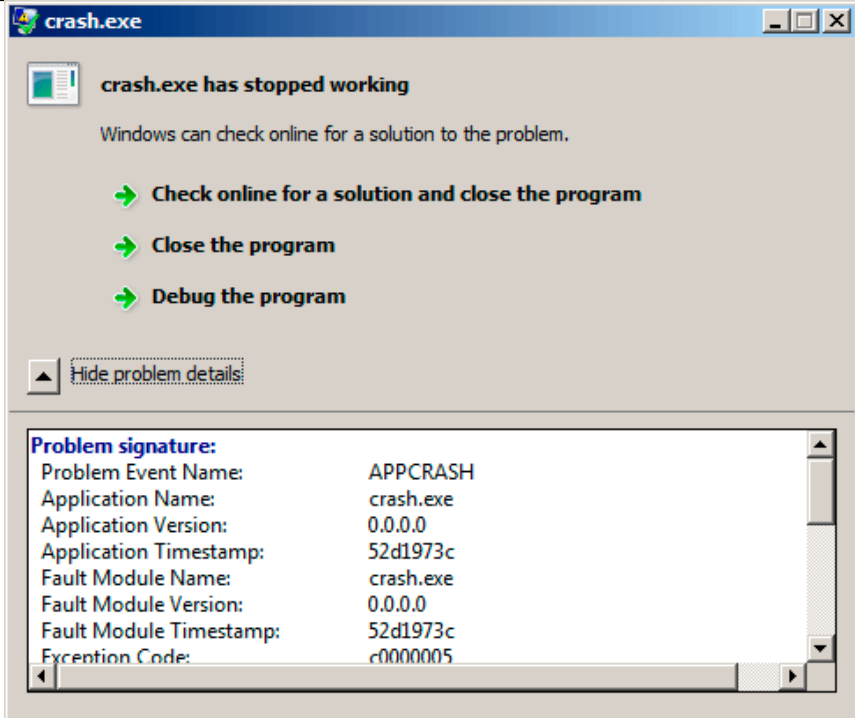 crash.exe
crash.exe has stopped working
Windows can check online for a solution to the problem.
Check online for a solution and close the program
Close the program
Debug the program
Hide problem details
Problem signature:
Problem Event Name: APPCRASH
Application Name: crash.exe
Application Version: 0.0.0.0
Application Timestamp: 52d1973c
Fault Module Name: crash.exe
Fault Module Version: 0.0.0.0
Fault Module Timestamp: 52d1973c
Exception Code: c0000005